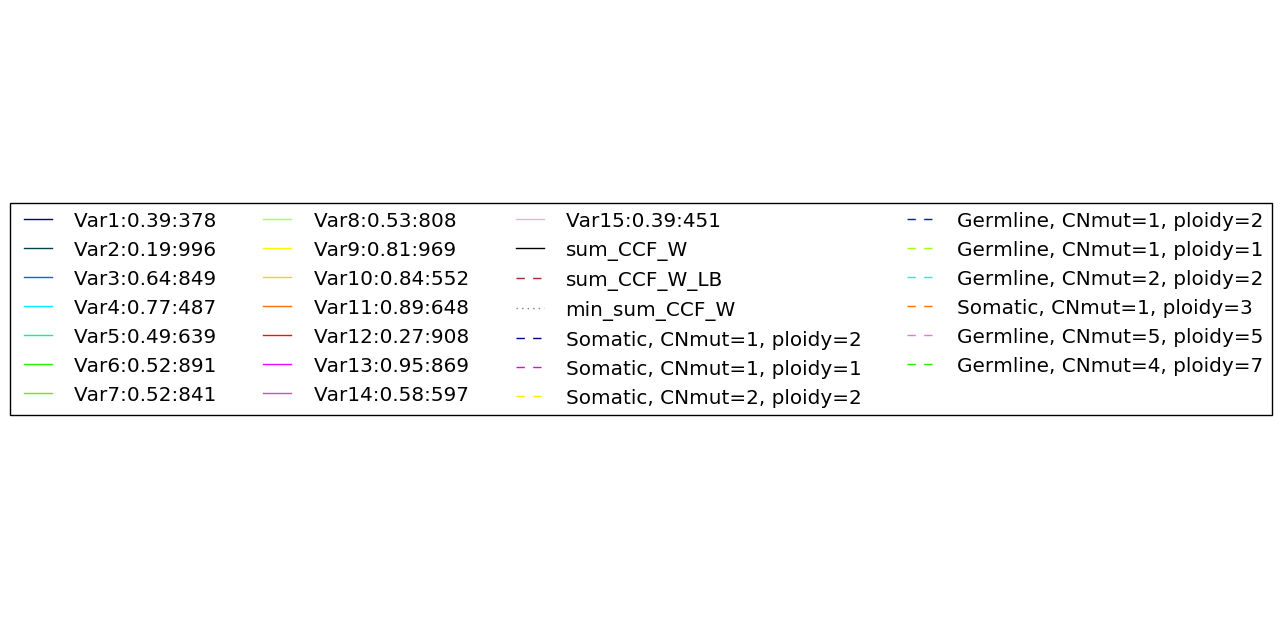 Var1:0.39:378
Var2:0.19:996
Var3:0.64:849
Var4:0.77:487
Var5:0.49:639
Var6:0.52:891
Var7:0.52:841
Var8:0.53:808
Var9:0.81:969
Var10:0.84:552
Var11:0.89:648
Var12:0.27:908
Var13:0.95:869
Var14:0.58:597
Var15:0.39:451
sum_CCF_W
sum_CCF_W_LB
min_sum_CCF_W
Somatic, CNmut=1, ploidy=2
Somatic, CNmut=1, ploidy=1
Somatic, CNmut=2, ploidy=2
Germline, CNmut=1, ploidy=2
Germline, CNmut=1, ploidy=1
Germline, CNmut=2, ploidy=2
Somatic, CNmut=1, ploidy=3
Germline, CNmut=5, ploidy=5
Germline, CNmut=4, ploidy=7